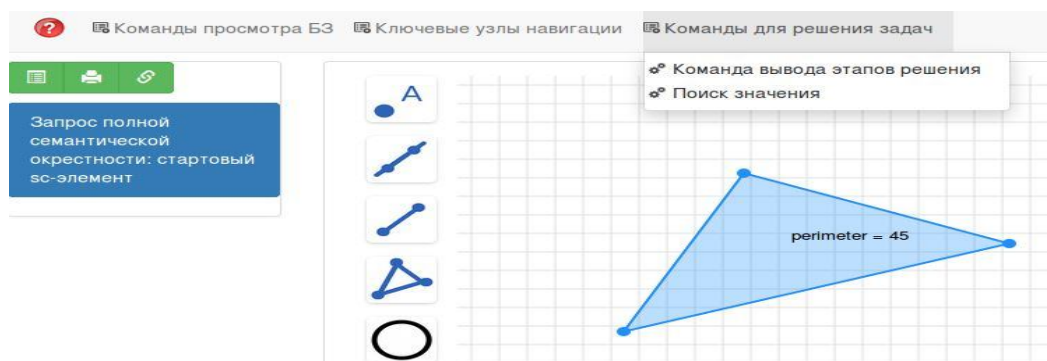 ?
Команды просмотра БЗ
Ключевые узлы навигации
Команды для решения задач
Команда вывода этапов решения
Поиск значения
Запрос полной
семантической
окрестности: стартовый
sc-элемент
A
perimeter = 45